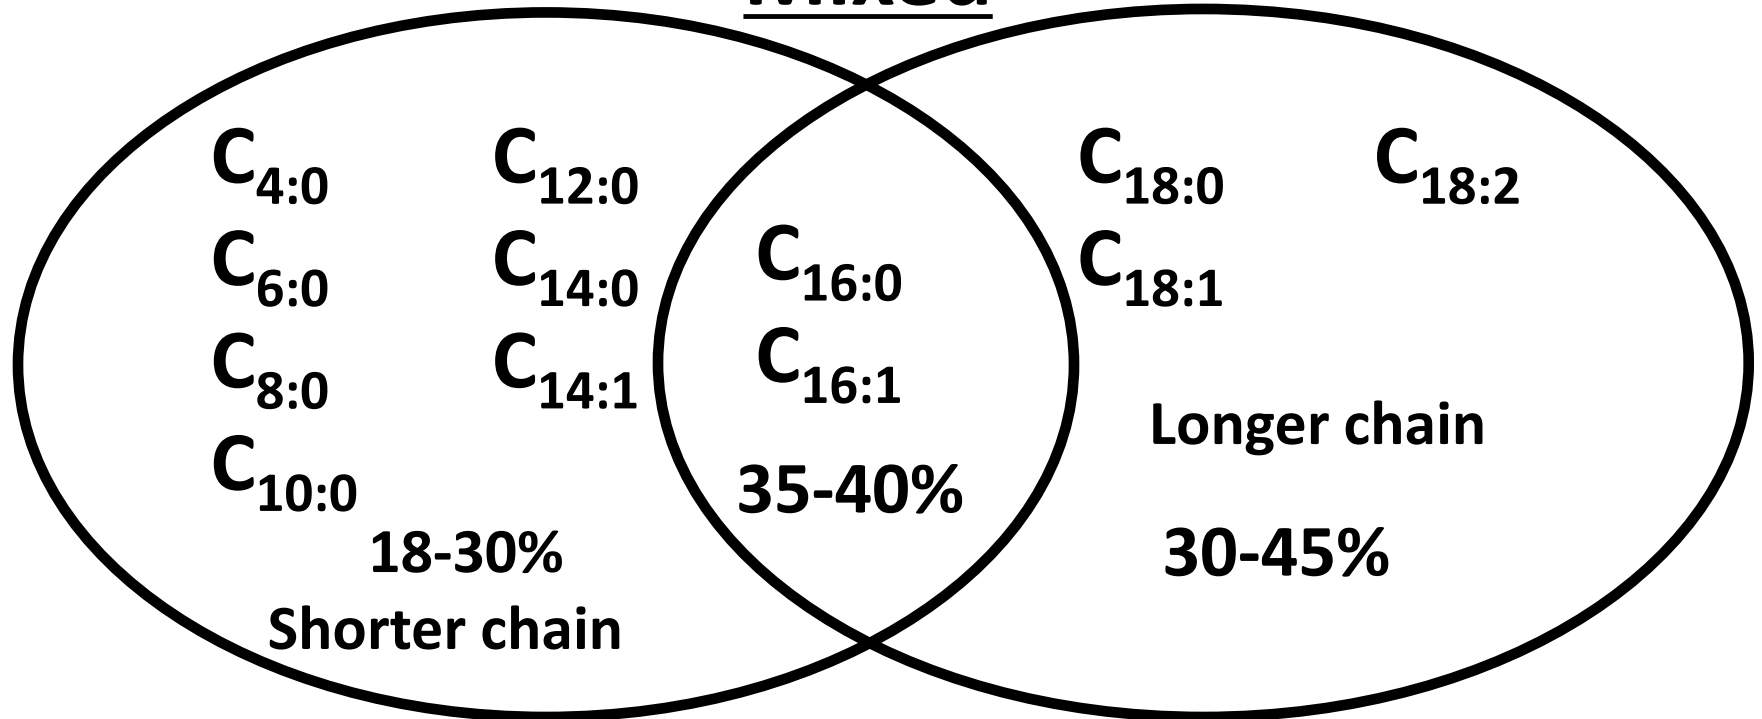 Mixed
C4:0
C6:0
C8:0
C10:0
C12:0
C14:0
C14:1
18-30%
Shorter chain
C16:0
C16:1
35-40%
C18:0
C18:1
C18:2
Longer chain
30-45%